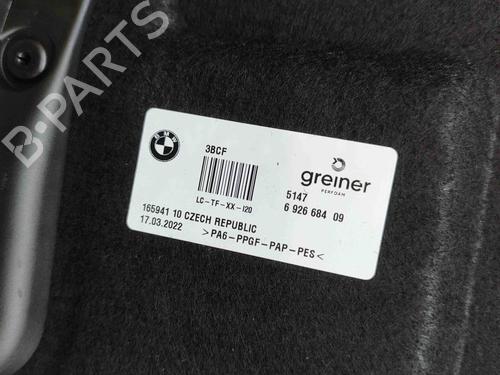 BMW
3BCF
LC-TF-XX-I20
greiner
PERFOAM
5147
6 926 684 09
165941 10 CZECH REPUBLIC
17.03.2022
>PA6-PPGF-PAP-PES<
B-PARTS